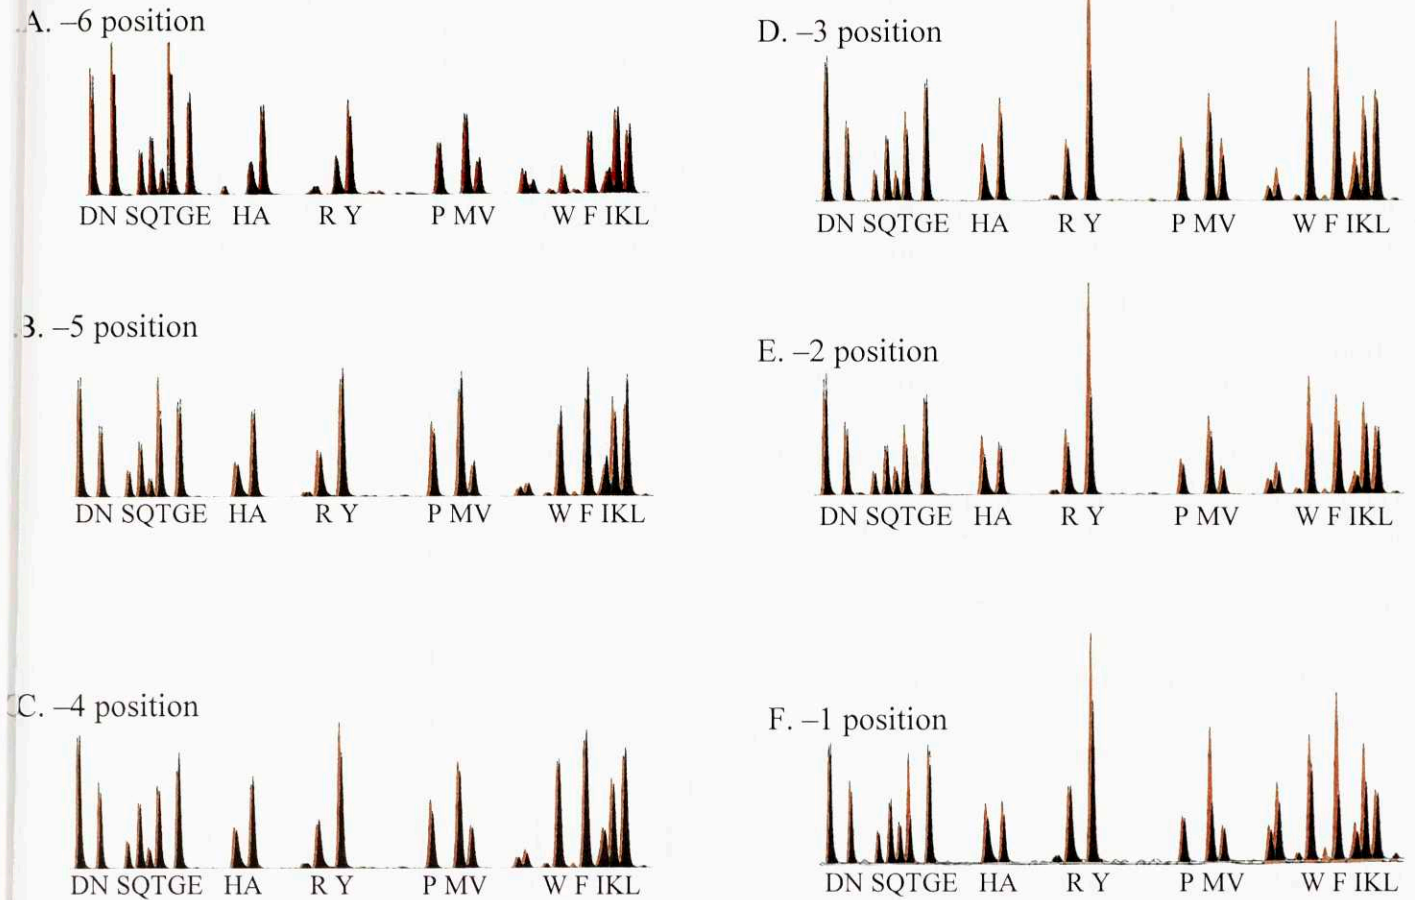 A. –6 position
DN SQTGE HA R Y P MV W F IKL
B. –5 position
DN SQTGE HA R Y P MV W F IKL
C. –4 position
DN SQTGE HA R Y P MV W F IKL
D. –3 position
DN SQTGE HA R Y P MV W F IKL
E. –2 position
DN SQTGE HA R Y P MV W F IKL
F. –1 position
DN SQTGE HA R Y P MV W F IKL